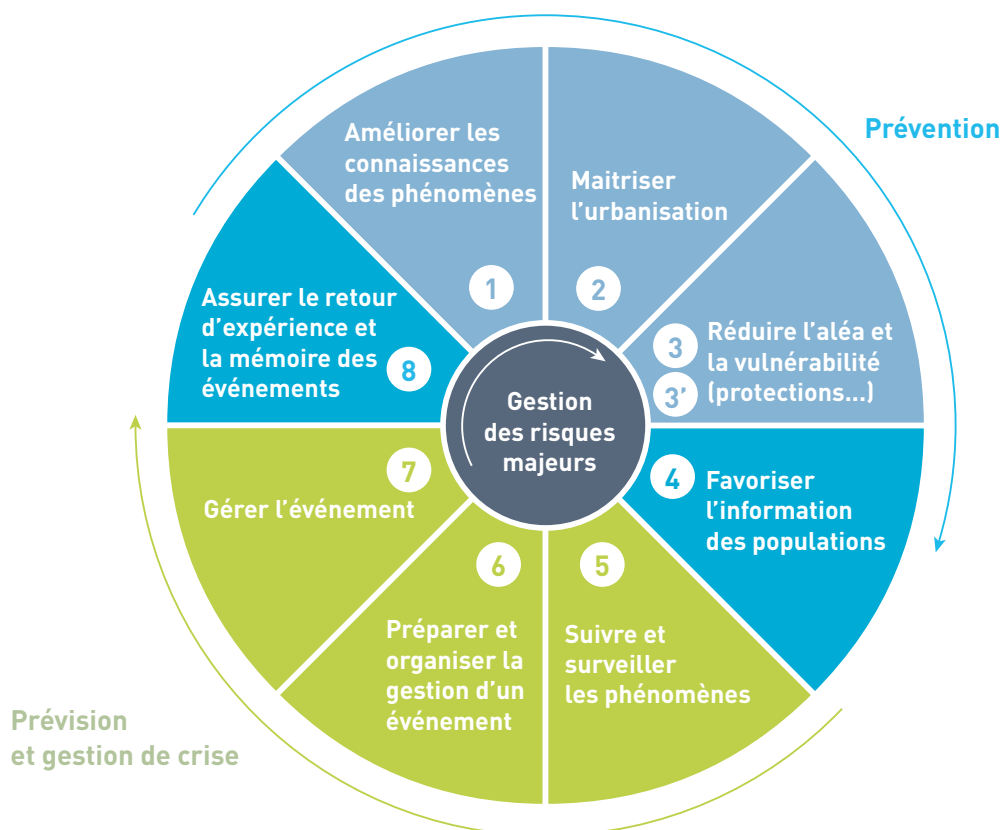 Prévention
Améliorer les
connaissances
des phénomènes
1
Maitriser
l’urbanisation
2
3
3’
Réduire l’aléa et
la vulnérabilité
(protections...)
4
Favoriser
l’information
des populations
5
Suivre et
surveiller
les phénomènes
6
Préparer et
organiser la
gestion d’un
événement
7
Gérer l’événement
8
Assurer le retour
d’expérience et
la mémoire des
événements
Gestion
des risques
majeurs
Prévision
et gestion de crise